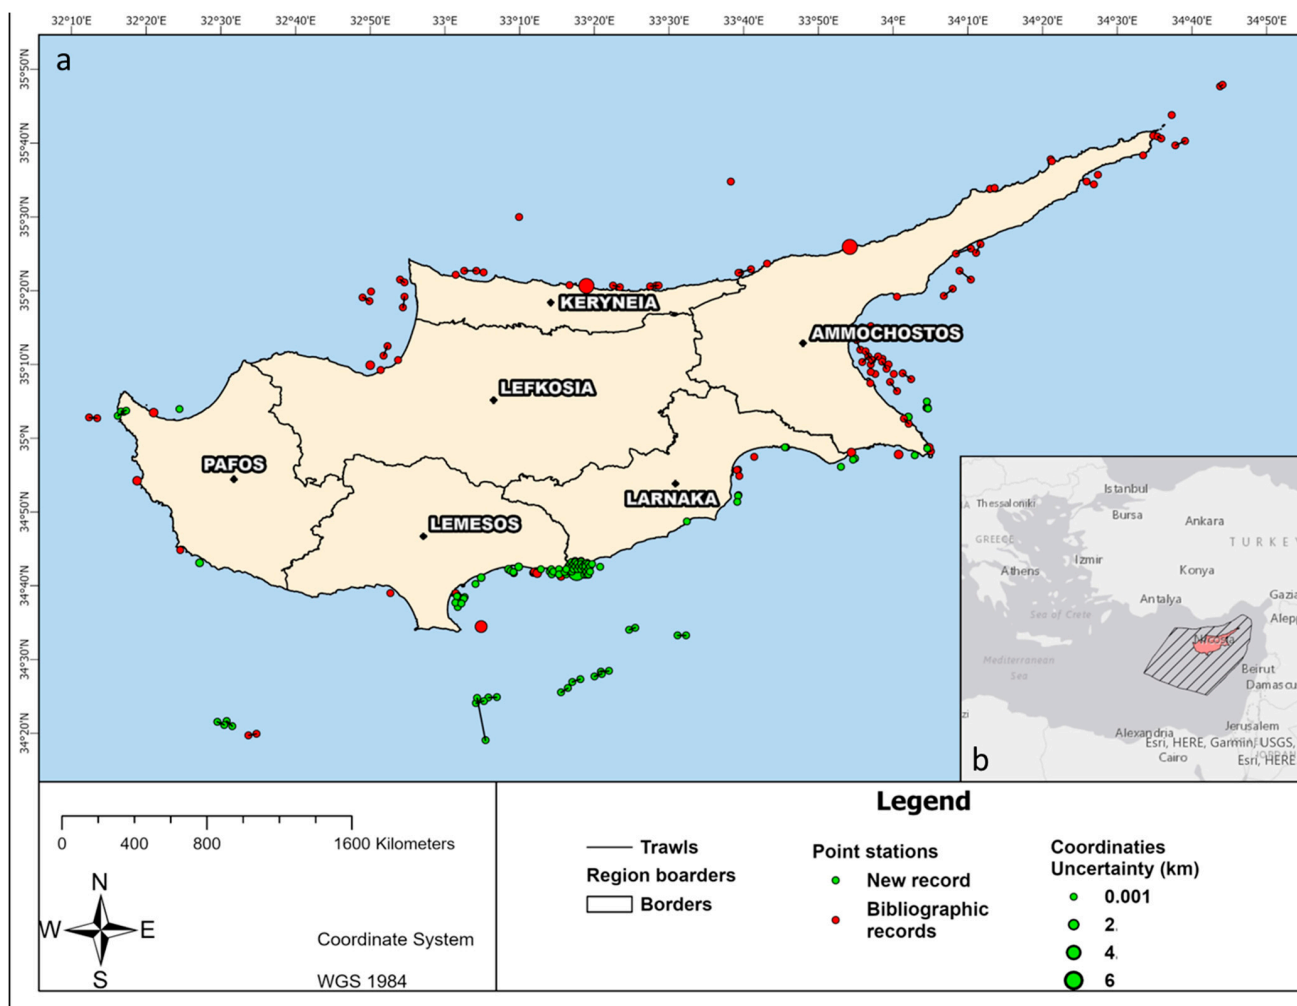 32°10'E 32°20'E 32°30'E 32°40'E 32°50'E 33°E 33°10'E 33°20'E 33°30'E 33°40'E 33°50'E 34°E 34°10'E 34°20'E 34°30'E 34°40'E 34°50'E
a
35°50'N
35°40'N
35°30'N
35°20'N
35°10'N
35°N
34°50'N
34°40'N
34°30'N
34°20'N
KERYNEIA
AMMOCHOSTOS
LEFKOSIA
PAFOS
LARNAKA
LEMESOS
Istanbul
Thessaloniki
Bursa
Ankara
GREECE
TURKEY
Izmir
Athens
Konya
Antalya
Gazia
Sea of Crete
Alepp
Nicosia
Mediterranean
Sea
Beirut
Damascu
Jerusalem
Alexandria
Esri, HERE, Garmin, USGS,
Cairo
Esri, HERE
b
0 400 800 1600 Kilometers
N
W E
S
Coordinate System
WGS 1984
Legend
Trawls
Region boarders
Borders
Point stations
New record
Bibliographic
records
Coordinaties
Uncertainty (km)
0.001
2.
4.
6